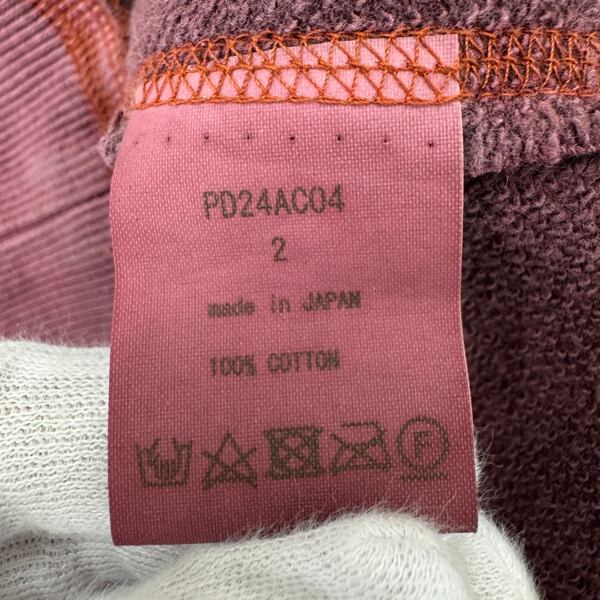 PD24AC04
2
made in JAPAN
100% COTTON
F